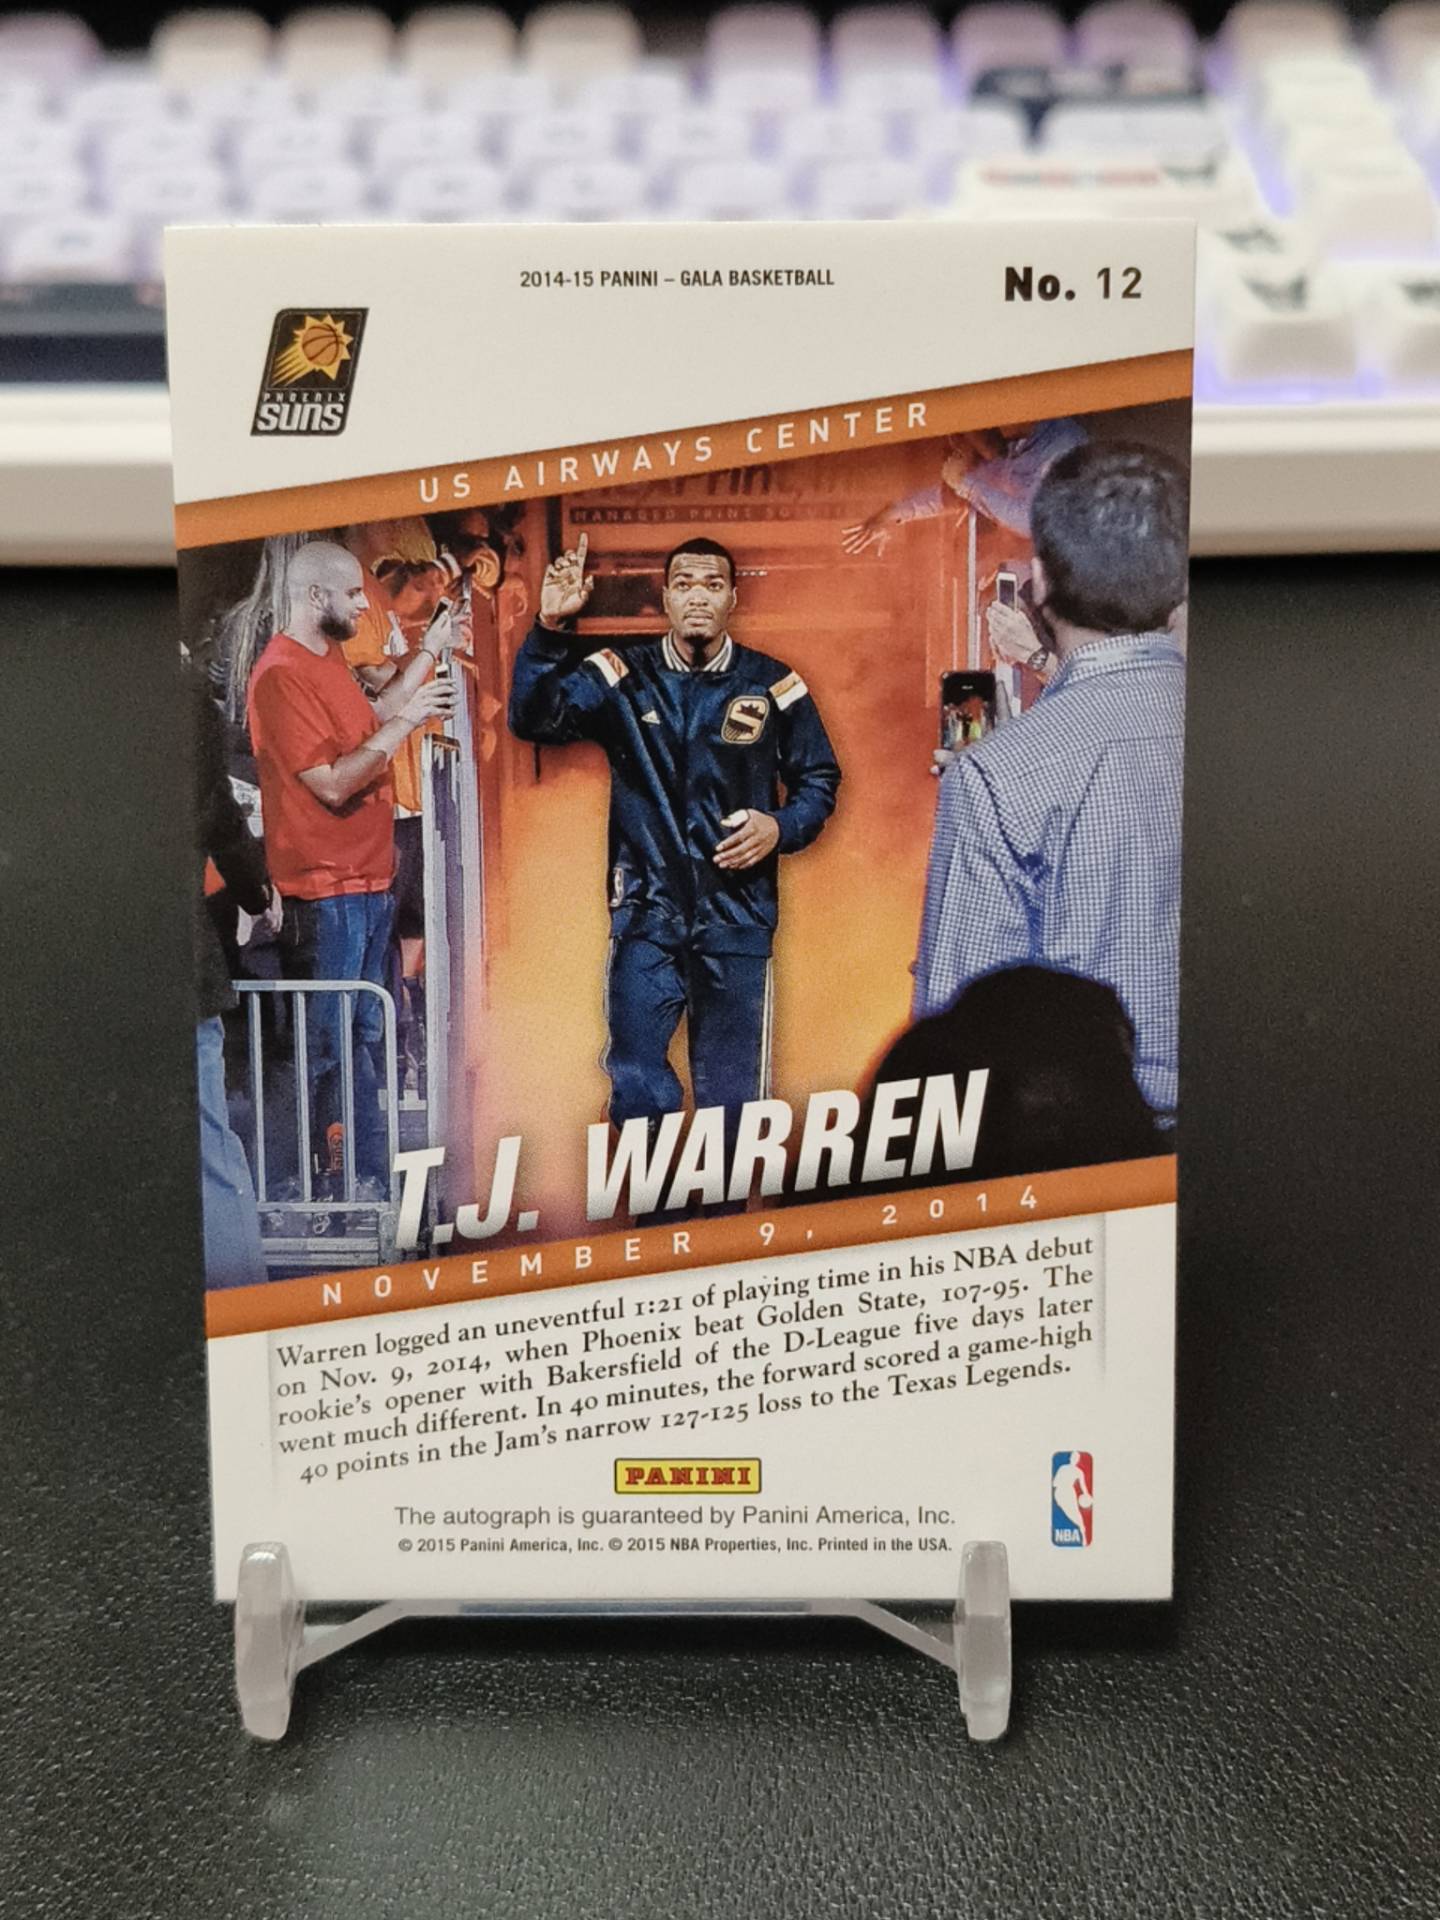 2014-15 PANINI – GALA BASKETBALL
No. 12
PHOENIX
SUNS
US AIRWAYS CENTER
MANAGED PRINT
T.J. WARREN
NOVEMBER 9, 2014
Warren logged an uneventful 1:21 of playing time in his NBA debut
on Nov. 9, 2014, when Phoenix beat Golden State, 107-95. The
rookie's opener with Bakersfield of the D-League five days later
went much different. In 40 minutes, the forward scored a game-high
40 points in the Jam's narrow 127-125 loss to the Texas Legends.
PANINI
The autograph is guaranteed by Panini America, Inc.
© 2015 Panini America, Inc. © 2015 NBA Properties, Inc. Printed in the USA.
NBA